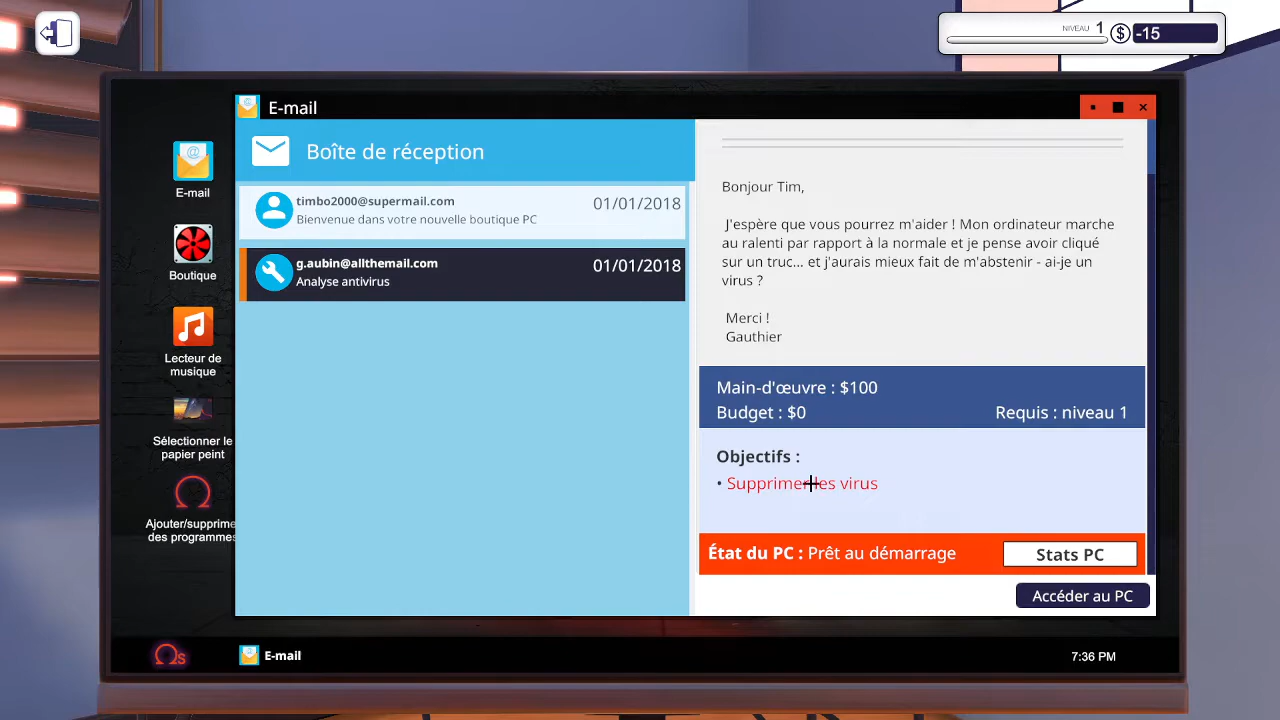 NIVEAU 1
$ -15
E-mail
Boîte de réception
timbo2000@supermail.com 01/01/2018
Bienvenue dans votre nouvelle boutique PC
g.aubin@allthemail.com 01/01/2018
Analyse antivirus
E-mail
Boutique
Lecteur de
musique
Sélectionner le
papier peint
Ajouter/supprime
des programmes
Bonjour Tim,
J'espère que vous pourrez m'aider ! Mon ordinateur marche
au ralenti par rapport à la normale et je pense avoir cliqué
sur un truc... et j'aurais mieux fait de m'abstenir - ai-je un
virus ?
Merci !
Gauthier
Main-d'œuvre : $100
Budget : $0 Requis : niveau 1
Objectifs :
• Supprimer les virus
État du PC : Prêt au démarrage Stats PC
Accéder au PC
Ωs E-mail 7:36 PM